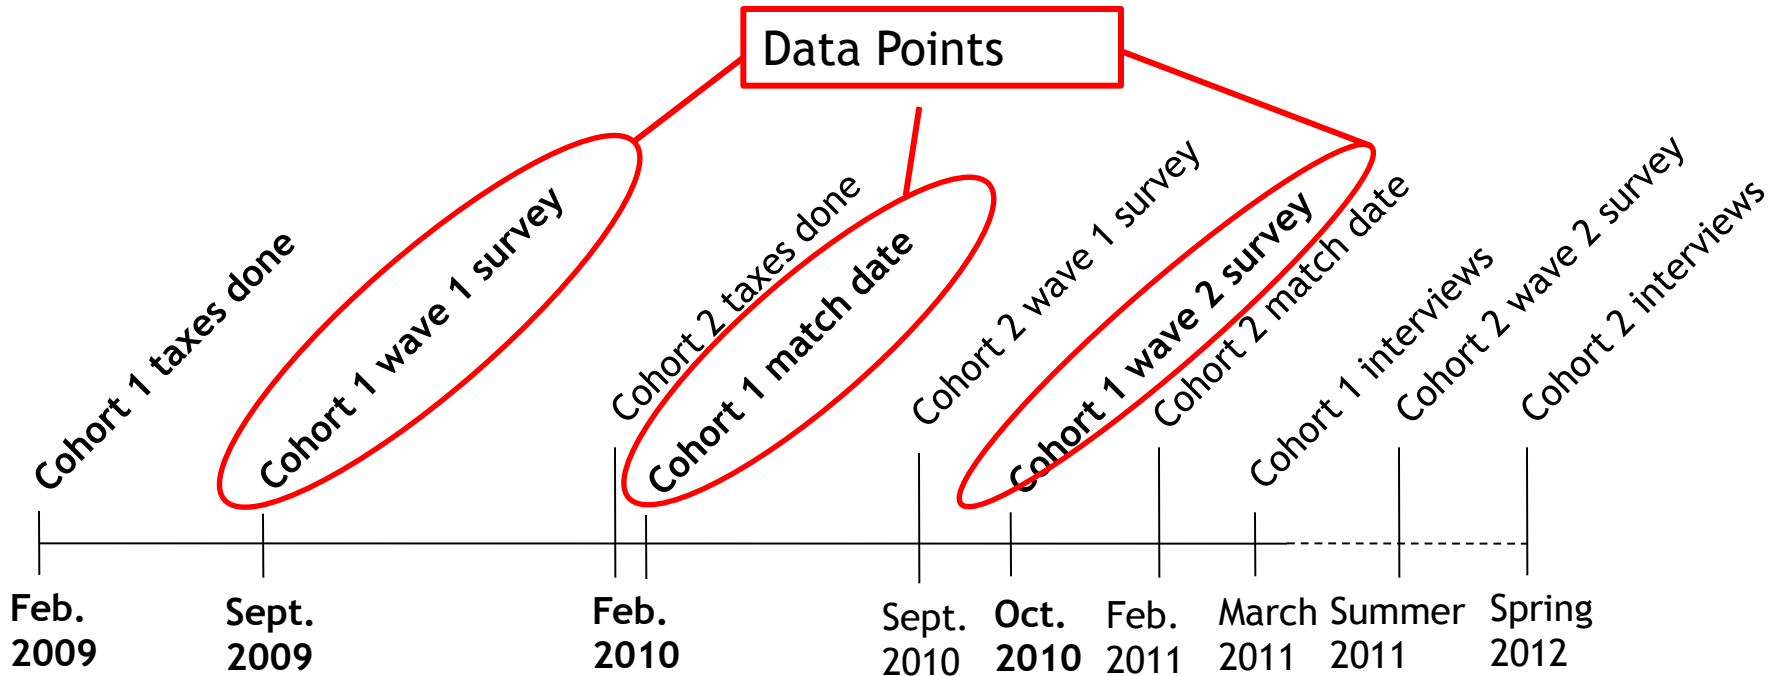 Data Points
Cohort 1 taxes done
Cohort 1 wave 1 survey
Cohort 2 taxes done
Cohort 1 match date
Cohort 2 wave 1 survey
Cohort 1 wave 2 survey
Cohort 2 match date
Cohort 1 interviews
Cohort 2 wave 2 survey
Cohort 2 interviews
Feb.
2009
Sept.
2009
Feb.
2010
Sept.
2010
Oct.
2010
Feb.
2011
March
2011
Summer
2011
Spring
2012